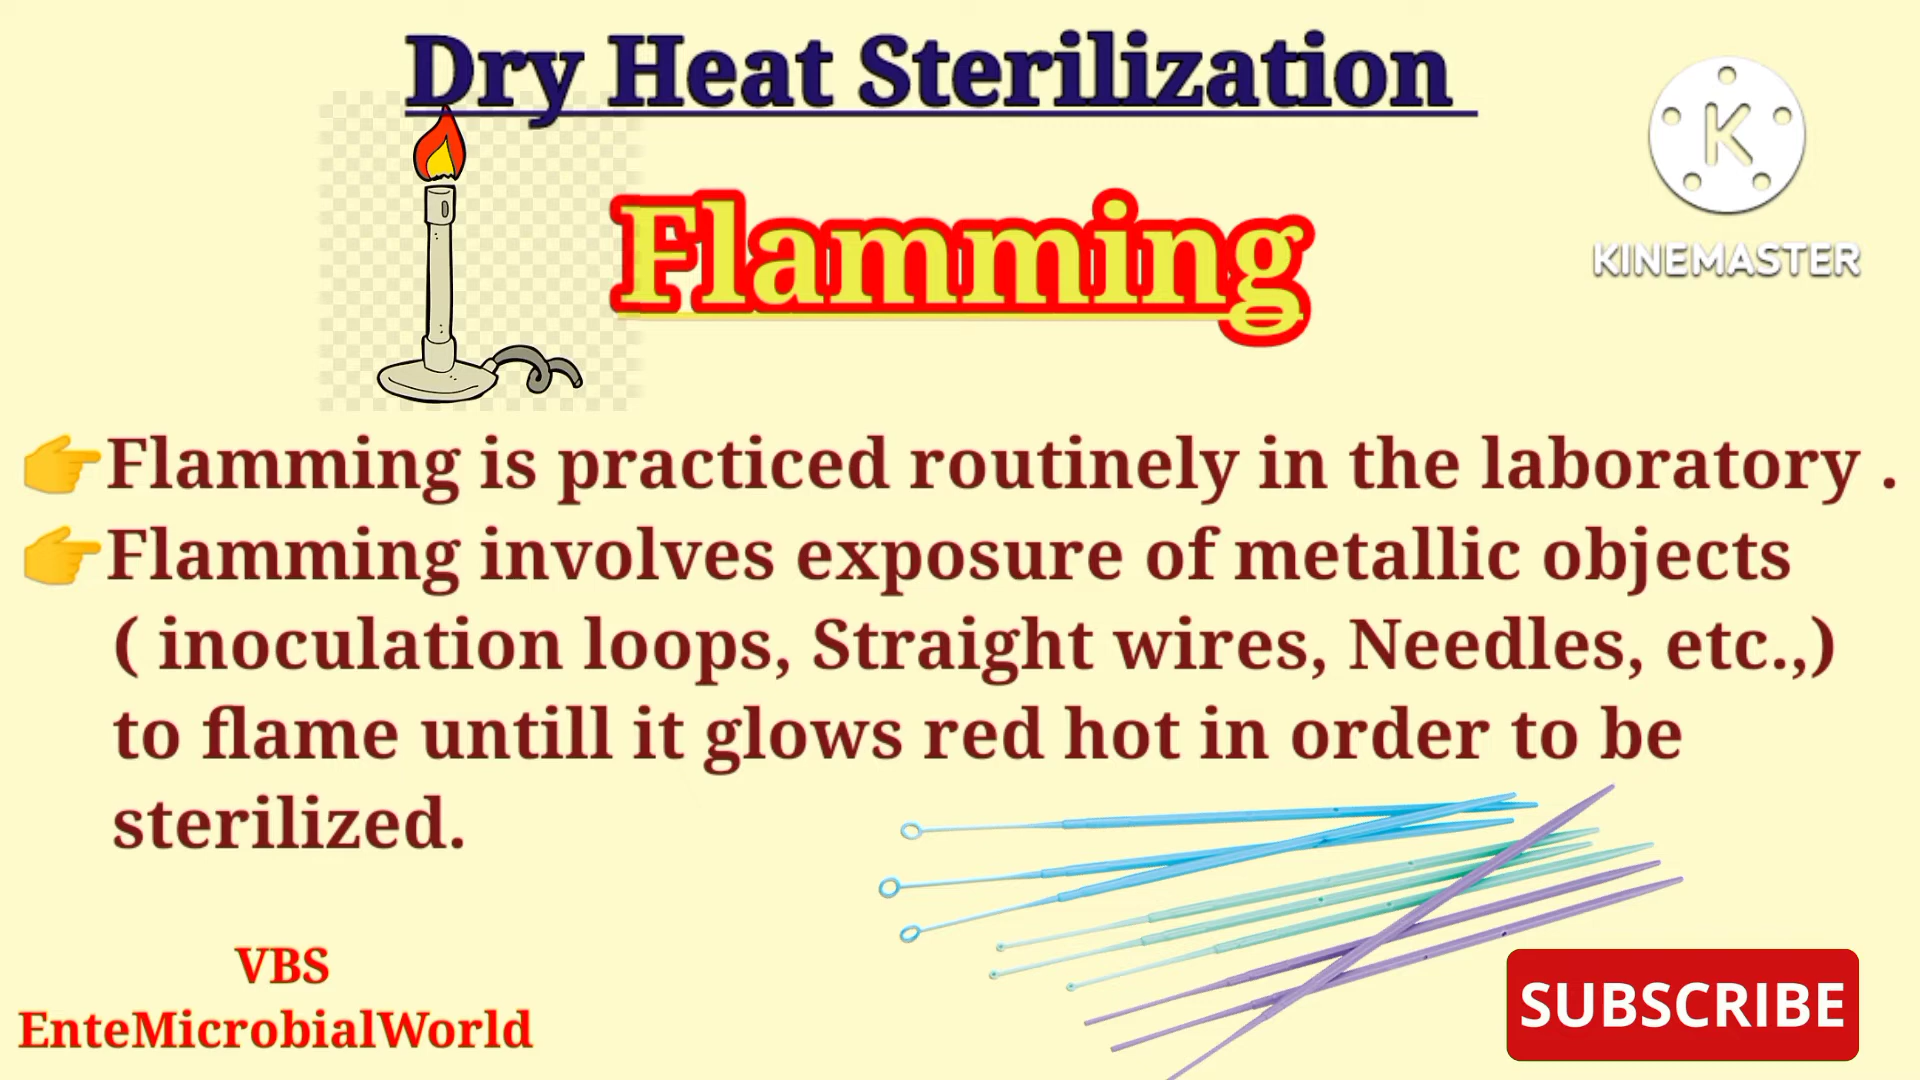 Dry Heat Sterilization
K
KINEMASTER
Flamming
👉Flamming is practiced routinely in the laboratory .
👉Flamming involves exposure of metallic objects
( inoculation loops, Straight wires, Needles, etc.,)
to flame untill it glows red hot in order to be
sterilized.
VBS
EnteMicrobialWorld
SUBSCRIBE